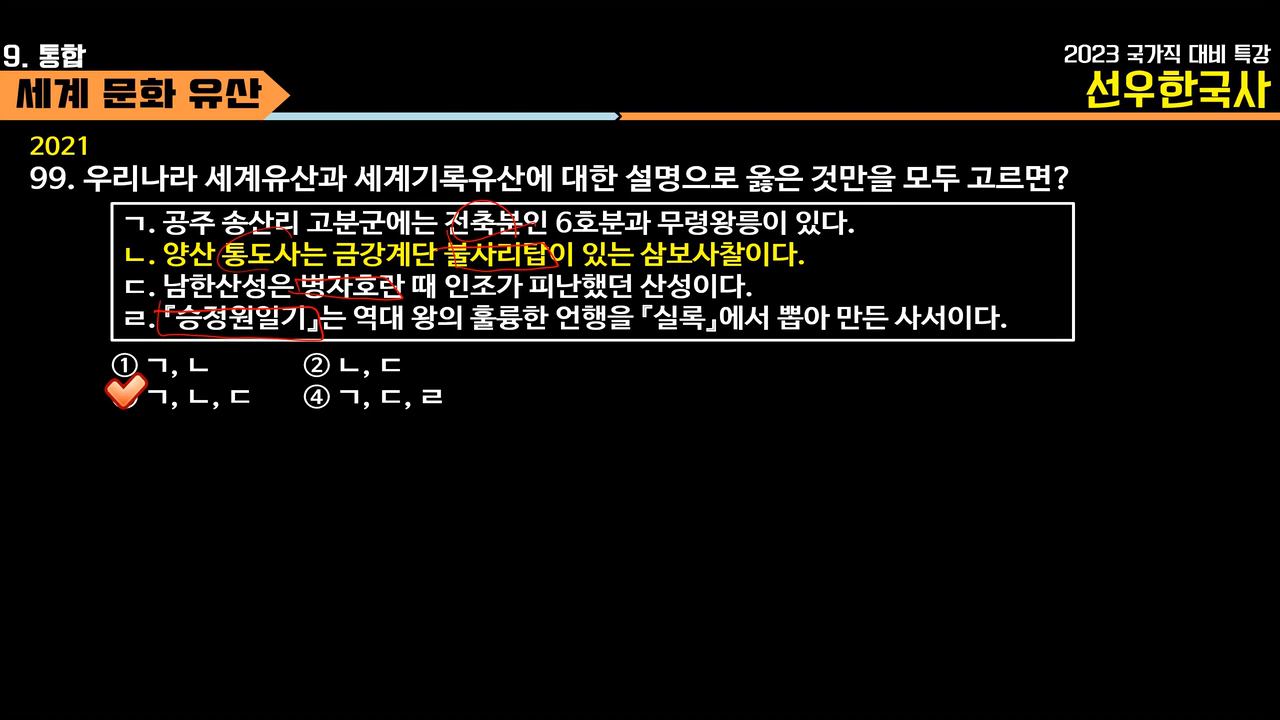 9. 통합
2023 국가직 대비 특강
세계 문화 유산
선우한국사
2021
99. 우리나라 세계유산과 세계기록유산에 대한 설명으로 옳은 것만을 모두 고르면?
ㄱ. 공주 송산리 고분군에는 전축분인 6호분과 무령왕릉이 있다.
ㄴ. 양산 통도사는 금강계단 불사리탑이 있는 삼보사찰이다.
ㄷ. 남한산성은 병자호란 때 인조가 피난했던 산성이다.
ㄹ. 『승정원일기』는 역대 왕의 훌륭한 언행을 『실록』에서 뽑아 만든 사서이다.
① ㄱ, ㄴ ② ㄴ, ㄷ
ㄱ, ㄴ, ㄷ ④ ㄱ, ㄷ, ㄹ